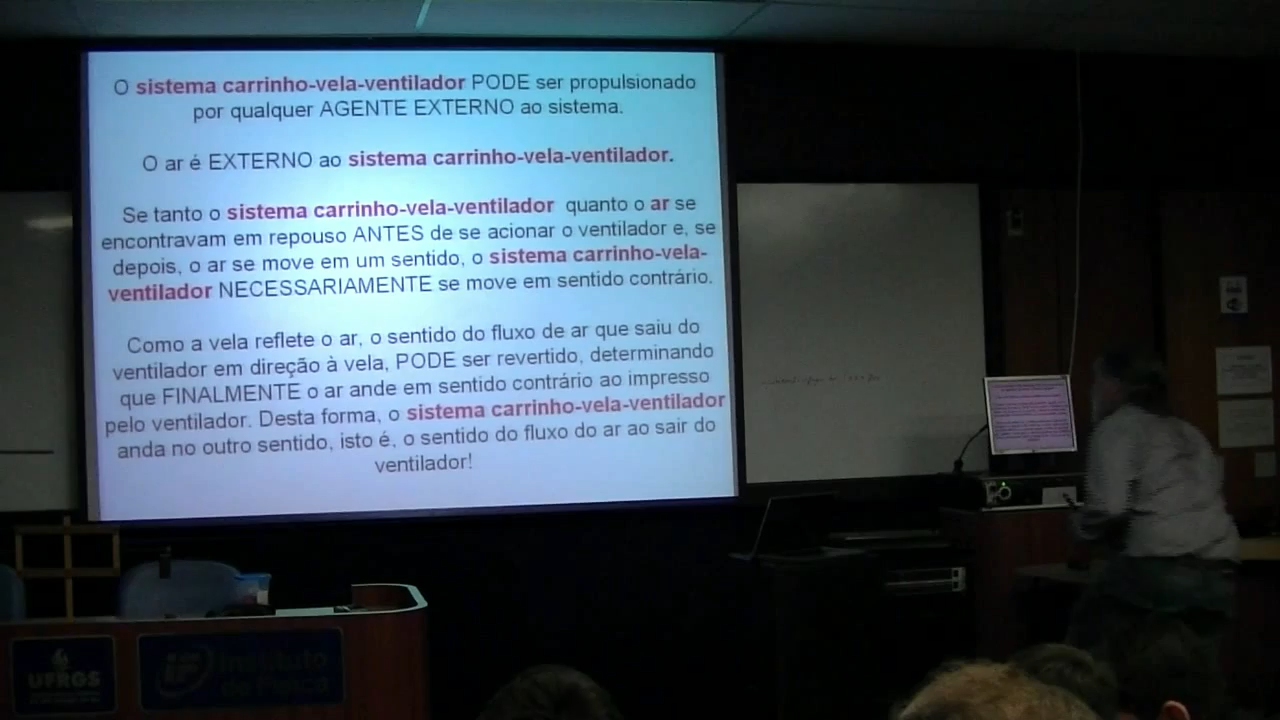 O sistema carrinho-vela-ventilador PODE ser propulsionado
por qualquer AGENTE EXTERNO ao sistema.
O ar é EXTERNO ao sistema carrinho-vela-ventilador.
Se tanto o sistema carrinho-vela-ventilador quanto o ar se
encontravam em repouso ANTES de se acionar o ventilador e, se
depois, o ar se move em um sentido, o sistema carrinho-vela-
ventilador NECESSARIAMENTE se move em sentido contrário.
Como a vela reflete o ar, o sentido do fluxo de ar que saiu do
ventilador em direção à vela, PODE ser revertido, determinando
que FINALMENTE o ar ande em sentido contrário ao impresso
pelo ventilador. Desta forma, o sistema carrinho-vela-ventilador
anda no outro sentido, isto é, o sentido do fluxo do ar ao sair do
ventilador!
UFRGS
Instituto
de Física